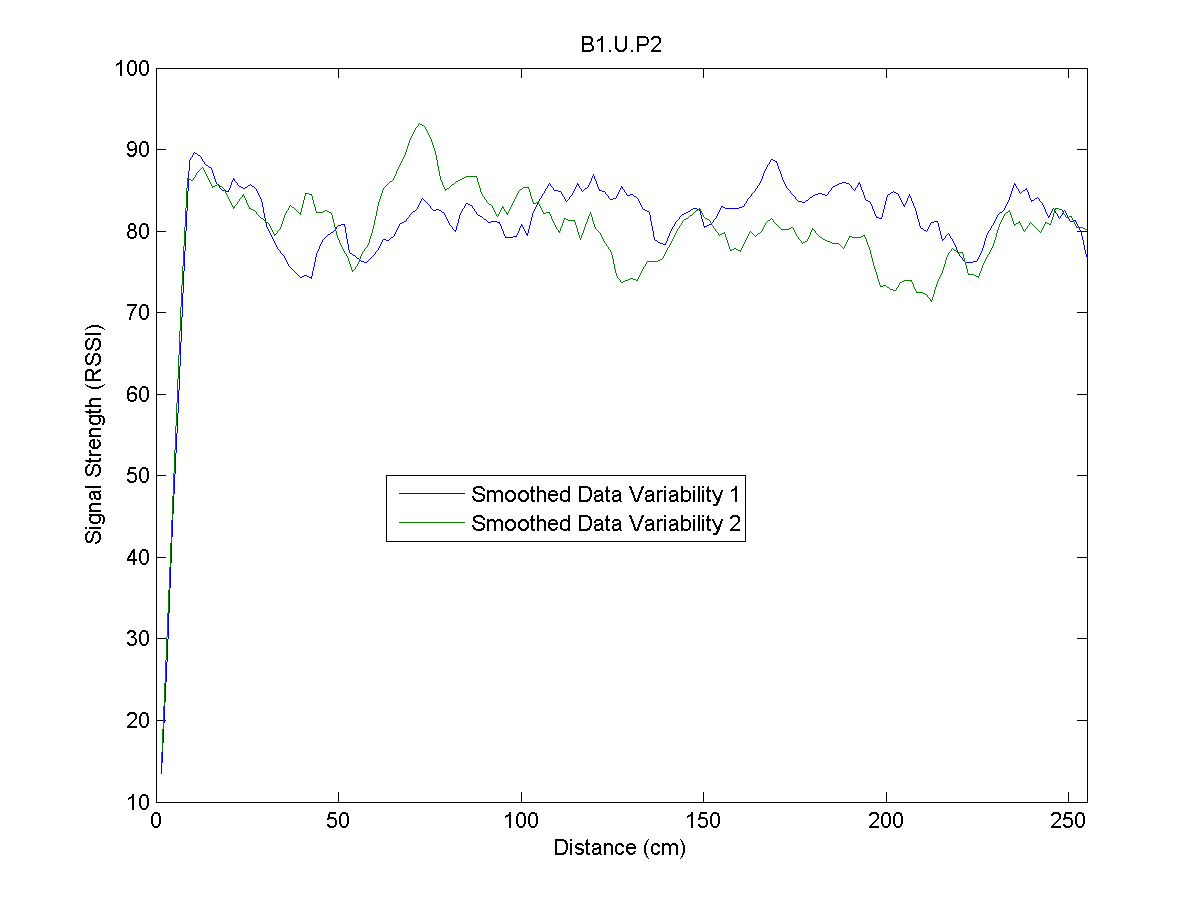 B1.U.P2
100
90
80
70
60
50
40
30
20
10
Signal Strength (RSSI)
Smoothed Data Variability 1
Smoothed Data Variability 2
0 50 100 150 200 250
Distance (cm)